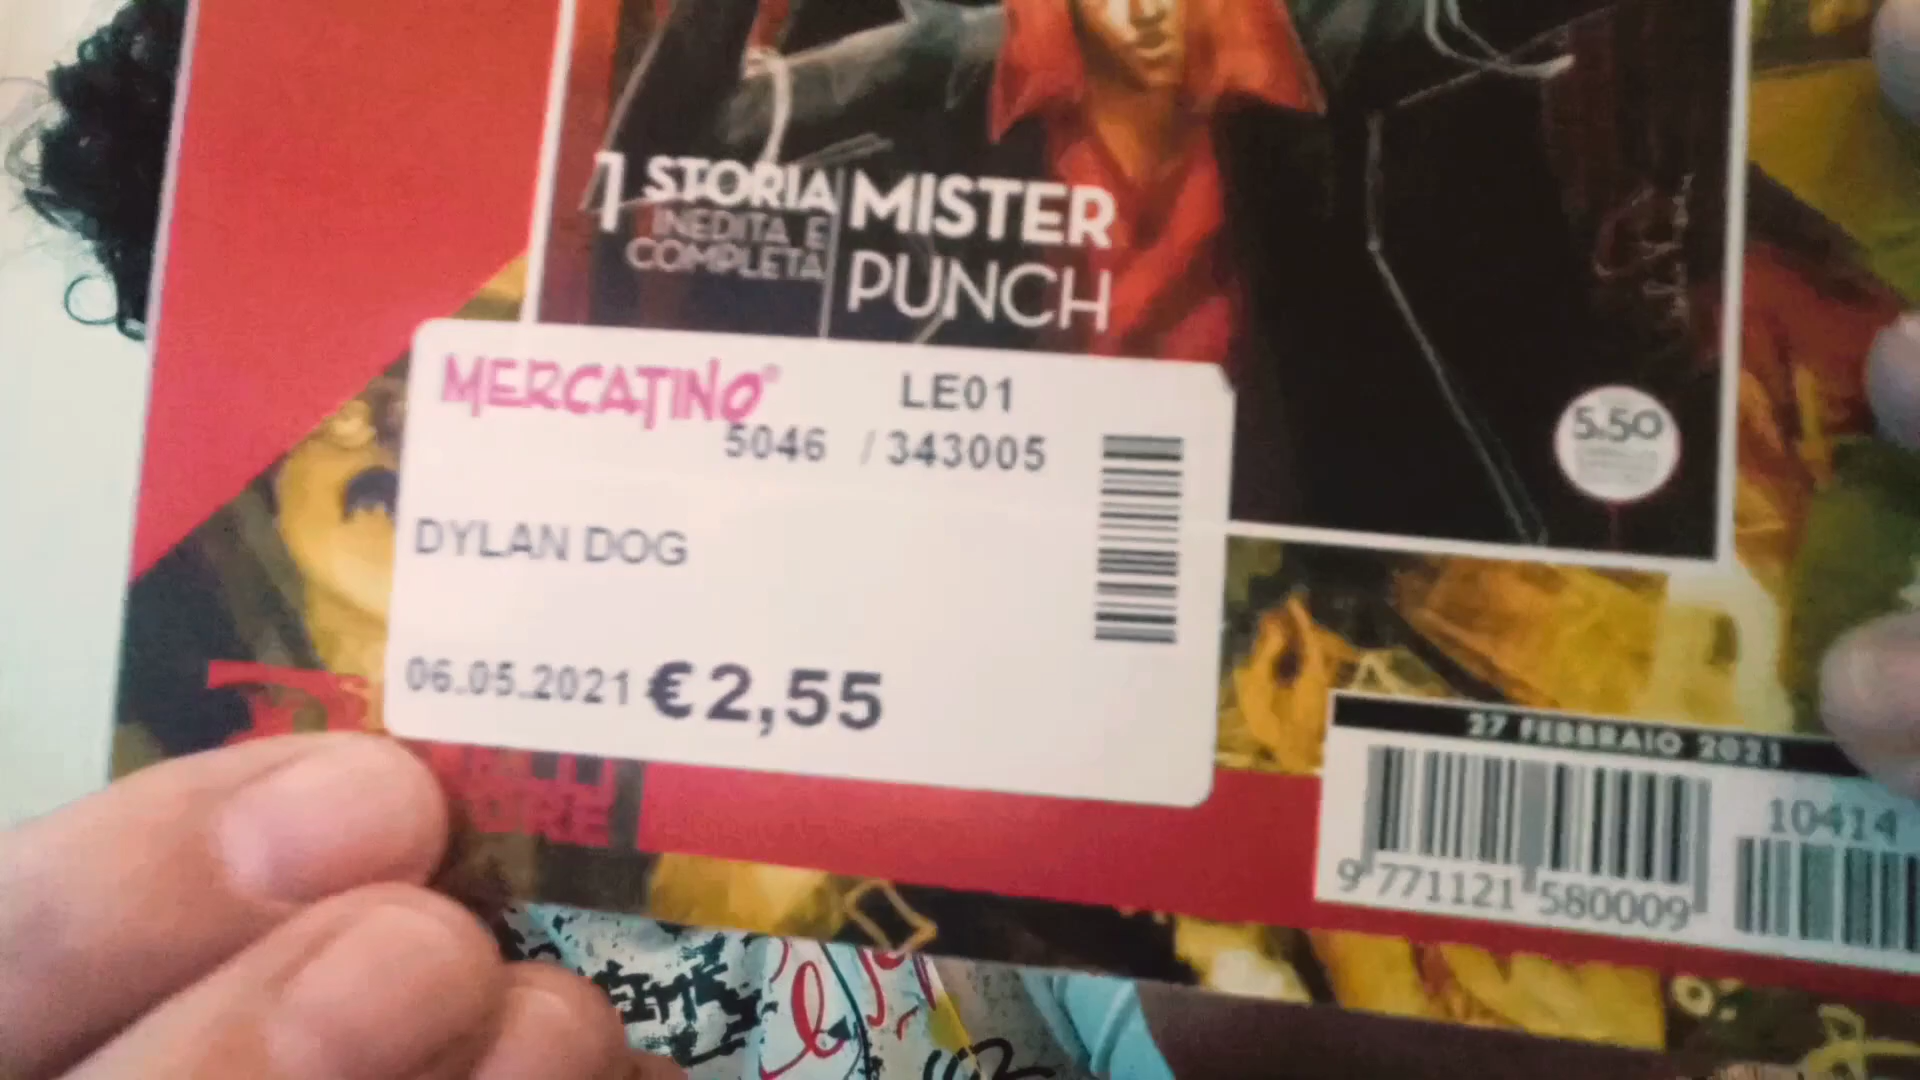 1 STORIA
INEDITA E
COMPLETA
MISTER
PUNCH
5.50
MERCATINO®
LE01
5046 / 343005
DYLAN DOG
06.05.2021 €2,55
27 FEBBRAIO 2021
10414
9 771121 580009